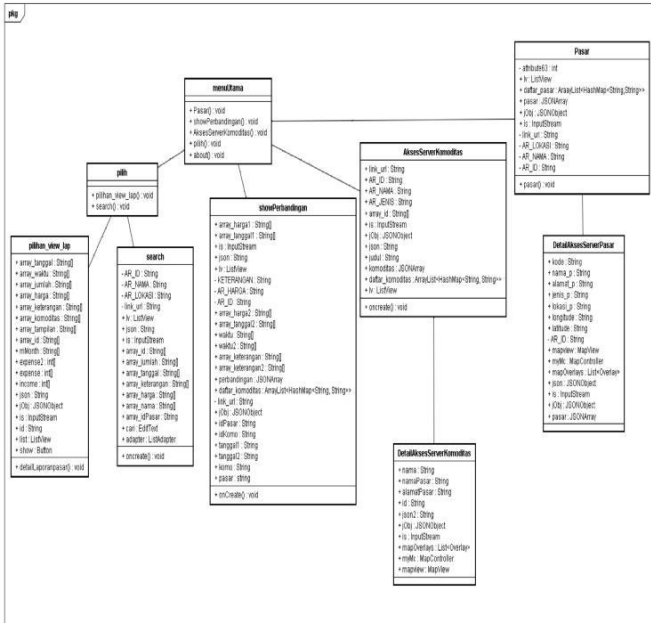 pkg
menuUtama
+ Pasar() : void
+ showPerbandingan() : void
+ AksesServerKomoditas() : void
+ pilih() : void
+ about() : void
Pasar
- attribute63 : int
+ lv : ListView
+ daftar_pasar : ArayList<HashMap<String,String>>
+ pasar : JSONArray
+ jObj : JSONObject
+ is : InputStream
- link_url : String
- AR_LOKASI : String
- AR_NAMA : String
- AR_ID : String
+ pasar() : void
pilih
+ pilihan_view_lap() : void
+ search() : void
AksesServerKomoditas
+ link_url : String
+ AR_ID : String
+ AR_NAMA : String
+ AR_JENIS : String
+ array_id : String[]
+ is : InputStream
+ jObj : JSONObject
+ json : String
+ judul : String
+ komoditas : JSONArray
+ daftar_komoditas : ArrayList<HashMap<String, String>>
+ lv : ListView
+ oncreate() : void
showPerbandingan
+ array_harga1 : String[]
+ array_tanggal1 : String[]
+ is : InputStream
+ json : String
+ lv : ListView
- KETERANGAN : String
- AR_HARGA : String
- AR_ID : String
+ array_harga2 : String[]
+ array_tanggal2 : String[]
+ waktu : String[]
+ waktu2 : String[]
+ array_keterangan : String[]
+ array_keterangan2 : String[]
+ perbandingan : JSONArray
+ daftar_komoditas : ArrayList<HashMap<String, String>>
- link_url : String
+ jObj : JSONObject
+ idPasar : String
+ idKomo : String
+ tanggal1 : String
+ tanggal2 : String
+ komo : String
+ pasar : string
+ onCreate() : void
pilihan_view_lap
+ array_tanggal : String[]
+ array_waktu : String[]
+ array_jumlah : String[]
+ array_harga : String[]
+ array_keterangan : String[]
+ array_komoditas : String[]
+ array_tampilan : String[]
+ array_id : String[]
+ mMonth : String[]
+ expense2 : int[]
+ expense : int[]
+ income : int[]
+ json : String
+ jObj : JSONObject
+ is : InputStream
+ id : String
+ list : ListView
+ show : Button
+ detailLaporanpasar() : void
search
- AR_ID : String
- AR_NAMA : String
- AR_LOKASI : String
- link_url : String
+ lv : ListView
+ json : String
+ is : InputStream
+ array_id : String[]
+ array_jumlah : String[]
+ array_tanggal : String[]
+ array_keterangan : String[]
+ array_harga : String[]
+ array_nama : String[]
+ array_idPasar : String[]
+ cari : EditText
+ adapter : ListAdapter
+ oncreate() : void
DetailAksesServerPasar
+ kode : String
+ nama_p : String
+ alamat_p : String
+ jenis_p : String
+ lokasi_p : String
+ longitude : String
+ latitude : String
- AR_ID : String
+ mapview : MapView
+ myMc : MapController
+ mapOverlays : List<Overlay>
+ json : JSONObject
+ is : InputStream
+ jObj : JSONObject
+ pasar : JSONArray
DetailAksesServerKomoditas
+ nama : String
+ namaPasar : String
+ alamatPasar : String
+ id : String
+ json2 : String
+ jObj : JSONObject
+ is : InputStream
+ mapOverlays : List<Overlay>
+ myMc : MapController
+ mapview : MapView